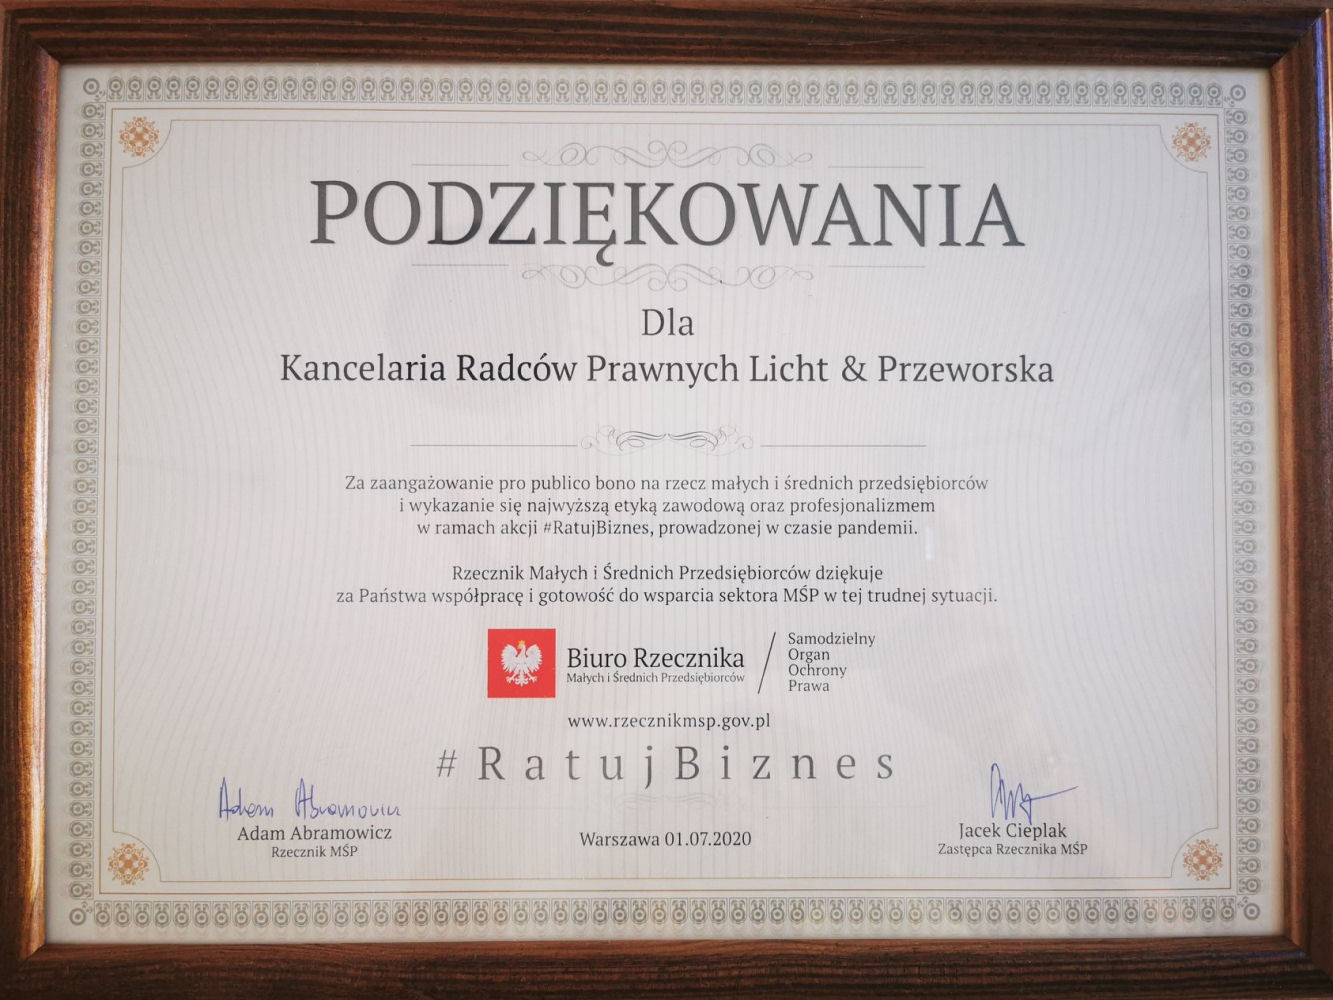 PODZIĘKOWANIA
Dla
Kancelaria Radców Prawnych Licht & Przeworska
Za zaangażowanie pro publico bono na rzecz małych i średnich przedsiębiorców
i wykazanie się najwyższą etyką zawodową oraz profesjonalizmem
w ramach akcji #RatujBiznes, prowadzonej w czasie pandemii.
Rzecznik Małych i Średnich Przedsiębiorców dziękuje
za Państwa współpracę i gotowość do wsparcia sektora MŚP w tej trudnej sytuacji.
Biuro Rzecznika
Małych i Średnich Przedsiębiorców
Samodzielny
Organ
Ochrony
Prawa
www.rzecznikmsp.gov.pl
#RatujBiznes
Adam Abramowicz
Adam Abramowicz
Rzecznik MŚP
Warszawa 01.07.2020
Jacek Cieplak
Zastępca Rzecznika MŚP